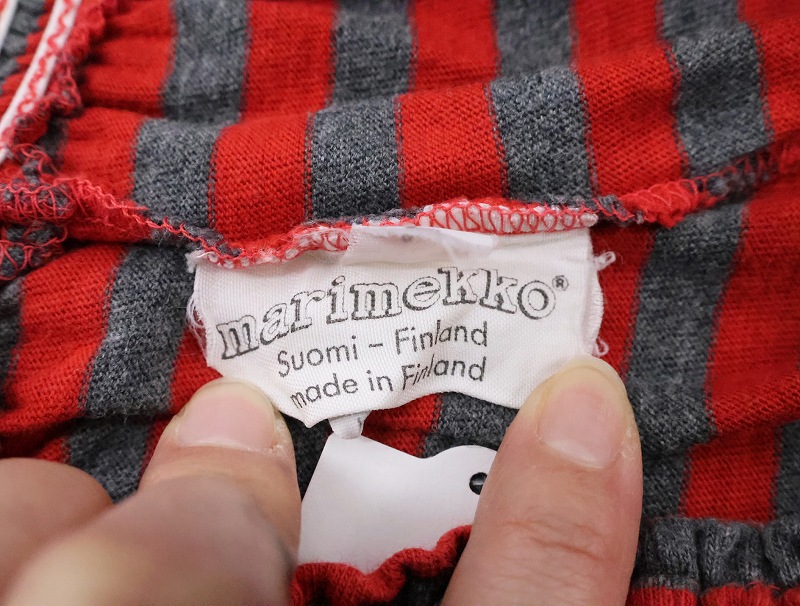 marimekko®
Suomi – Finland
made in Finland